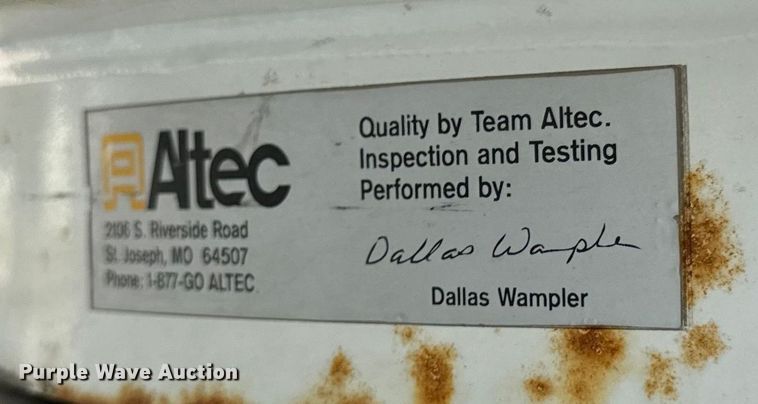 Altec
2106 S. Riverside Road
St. Joseph, MO 64507
Phone: 1-877-GO ALTEC
Quality by Team Altec.
Inspection and Testing
Performed by:
Dallas Wampler
Dallas Wampler
Purple Wave Auction